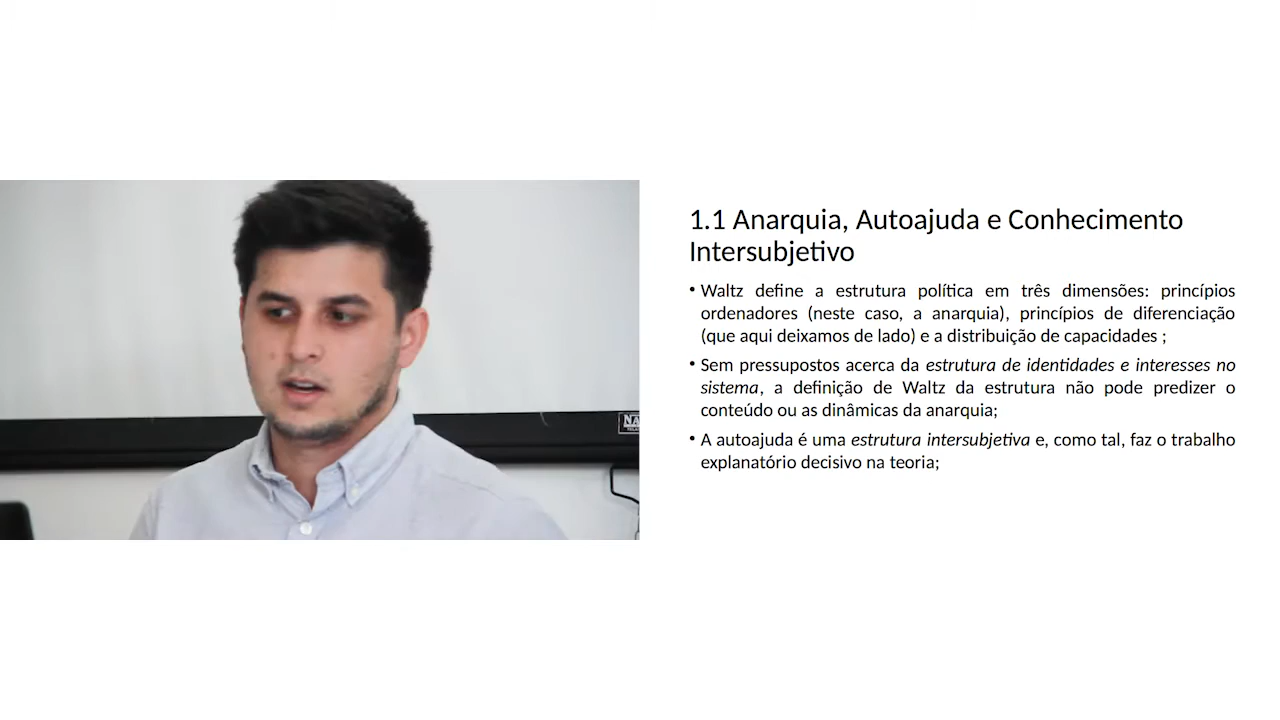 1.1 Anarquia, Autoajuda e Conhecimento
Intersubjetivo
• Waltz define a estrutura política em três dimensões: princípios
ordenadores (neste caso, a anarquia), princípios de diferenciação
(que aqui deixamos de lado) e a distribuição de capacidades ;
• Sem pressupostos acerca da estrutura de identidades e interesses no
sistema, a definição de Waltz da estrutura não pode predizer o
conteúdo ou as dinâmicas da anarquia;
• A autoajuda é uma estrutura intersubjetiva e, como tal, faz o trabalho
explanatório decisivo na teoria;